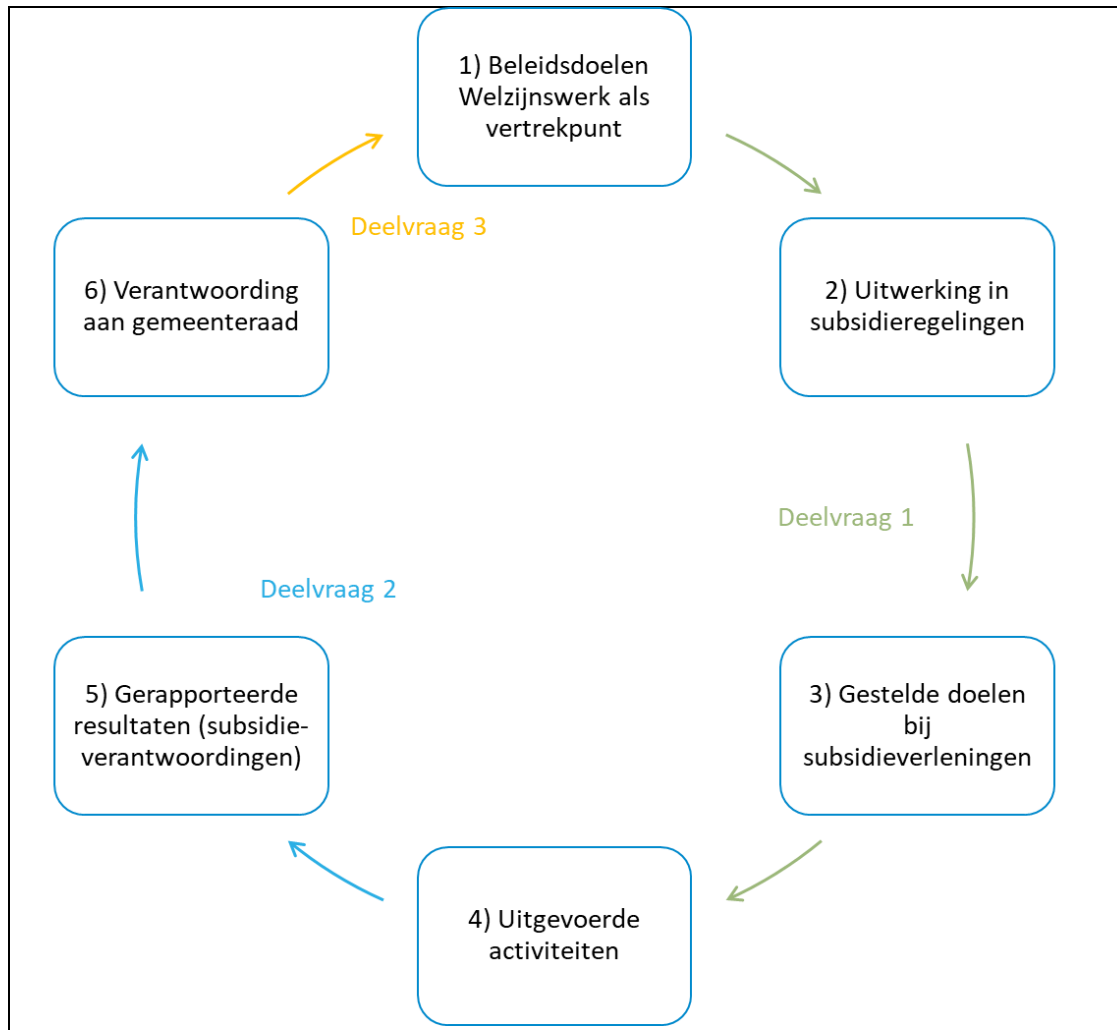 1) Beleidsdoelen
Welzijnswerk als
vertrekpunt
Deelvraag 3
6) Verantwoording
aan gemeenteraad
2) Uitwerking in
subsidieregelingen
Deelvraag 1
Deelvraag 2
5) Gerapporteerde
resultaten (subsidie-
verantwoordingen)
3) Gestelde doelen
bij
subsidieverleningen
4) Uitgevoerde
activiteiten